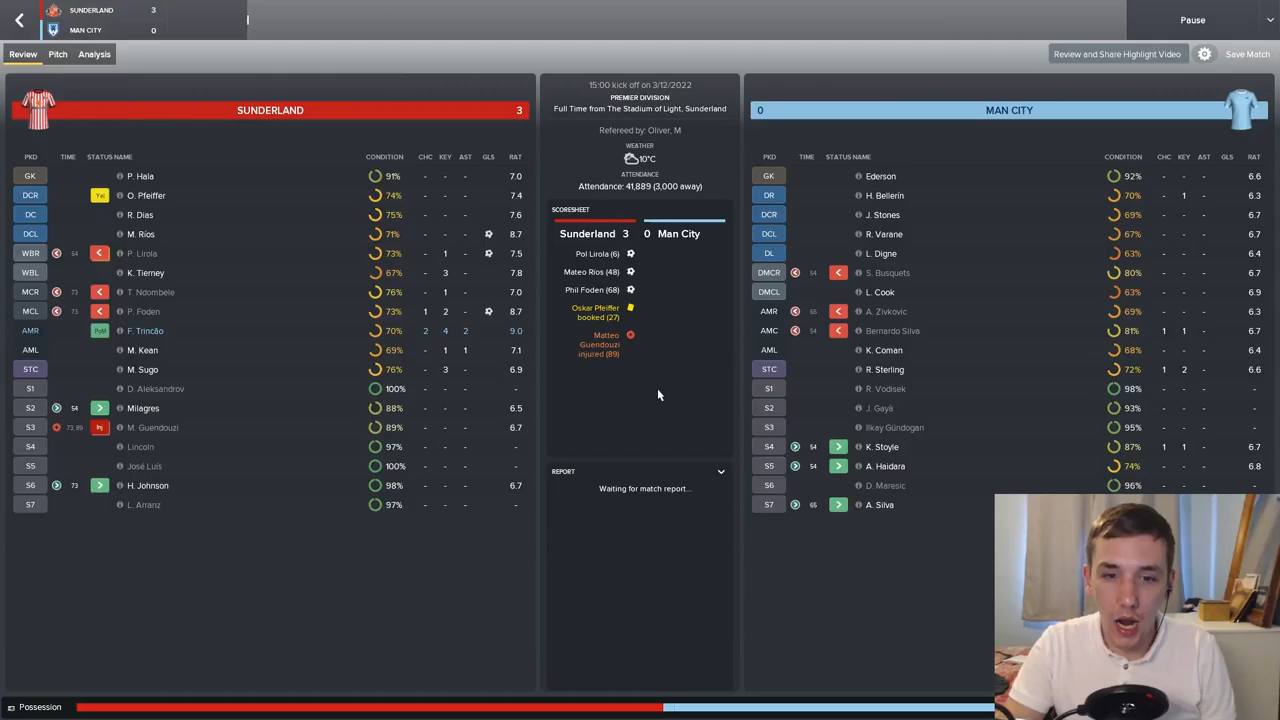 SUNDERLAND 3
MAN CITY 0
Pause
Review Pitch Analysis
Review and Share Highlight Video Save Match
SUNDERLAND 3
PKD TIME STATUS NAME CONDITION CHC KEY AST GLS RAT
GK P. Hala 91% - - - - 7.0
DCR Yel O. Pfeiffer 74% - - - - 7.4
DC R. Dias 75% - - - - 7.6
DCL M. Ríos 71% - - - 8.7
WBR 54 P. Lirola 73% - 1 - 7.5
WBL K. Tierney 67% - 3 - - 7.8
MCR 73 T. Ndombele 76% - 1 - - 7.0
MCL 73 P. Foden 73% 1 2 - 8.7
AMR PoM F. Trincão 70% 2 4 2 - 9.0
AML M. Kean 69% - 1 1 - 7.1
STC M. Sugo 76% - 3 - - 6.9
S1 D. Aleksandrov 100% - - - - -
S2 54 Milagres 88% - - - - 6.5
S3 73, 89 Inj M. Guendouzi 89% - - - - 6.7
S4 Lincoln 97% - - - - -
S5 José Luís 100% - - - - -
S6 73 H. Johnson 98% - - - - 6.7
S7 L. Arranz 97% - - - - -
15:00 kick off on 3/12/2022
PREMIER DIVISION
Full Time from The Stadium of Light, Sunderland
Refereed by: Oliver, M
WEATHER
10°C
ATTENDANCE
Attendance: 41,889 (3,000 away)
SCORESHEET
Sunderland 3 0 Man City
Pol Lirola (6)
Mateo Ríos (48)
Phil Foden (68)
Oskar Pfeiffer
booked (27)
Matteo
Guendouzi
injured (89)
REPORT
Waiting for match report...
0 MAN CITY
PKD TIME STATUS NAME CONDITION CHC KEY AST GLS RAT
GK Ederson 92% - - - - 6.6
DR H. Bellerín 70% - 1 - - 6.3
DCR J. Stones 69% - - - - 6.7
DCL R. Varane 67% - - - - 6.7
DL L. Digne 63% - - - - 6.4
DMCR 54 S. Busquets 80% - - - - 6.7
DMCL L. Cook 63% - - - - 6.9
AMR 65 A. Zivkovic 69% - - - - 6.3
AMC 54 Bernardo Silva 81% 1 1 - - 6.7
AML K. Coman 68% - - - - 6.4
STC R. Sterling 72% 1 2 - - 6.6
S1 R. Vodisek 98% - - - - -
S2 J. Gayà 93% - - - - -
S3 Ilkay Gündogan 95% - - - - -
S4 54 K. Stoyle 87% 1 1 - - 6.7
S5 54 A. Haidara 74% - - - - 6.8
S6 D. Maresic 96%
S7 65 A. Silva
Possession